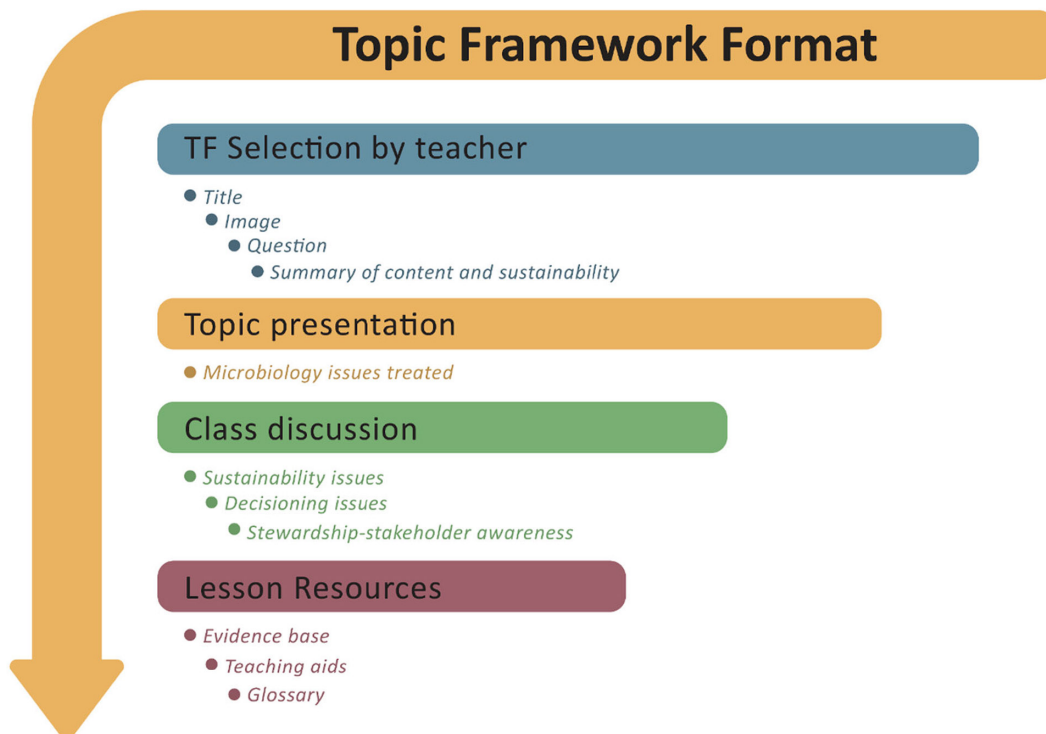 Topic Framework Format
TF Selection by teacher
Title
Image
Question
Summary of content and sustainability
Topic presentation
Microbiology issues treated
Class discussion
Sustainability issues
Decisioning issues
Stewardship-stakeholder awareness
Lesson Resources
Evidence base
Teaching aids
Glossary